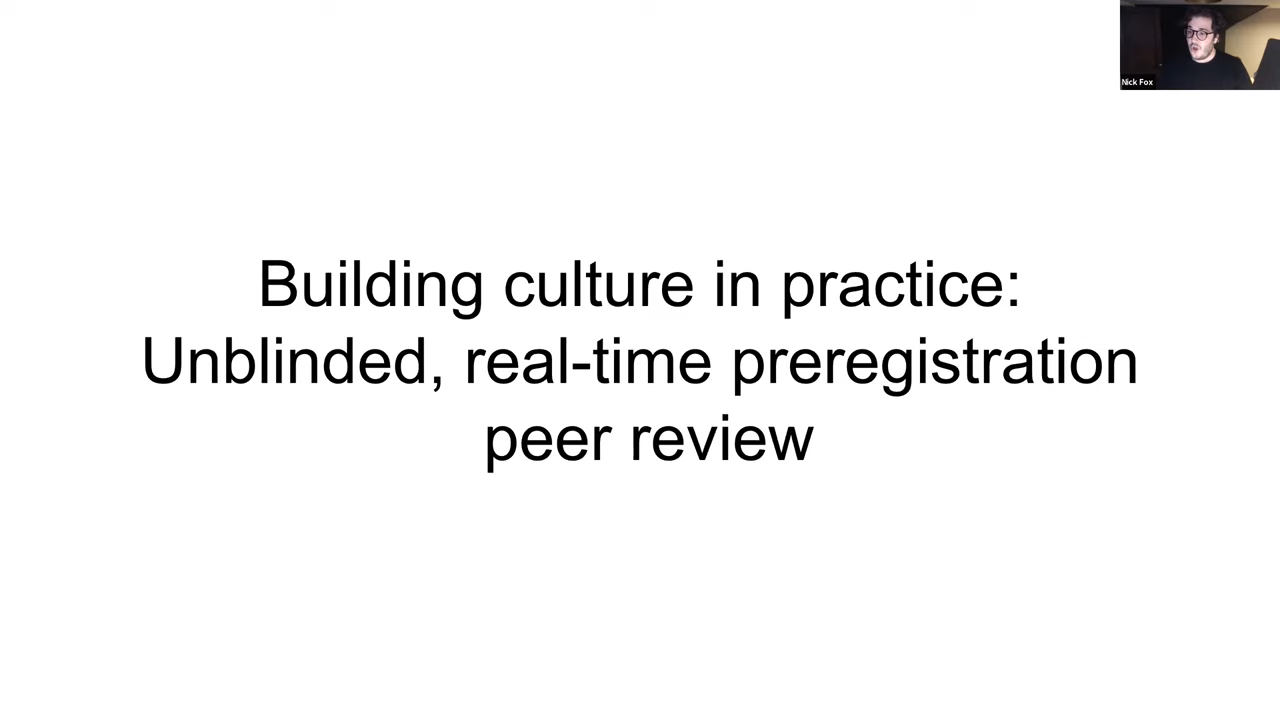 Nick Fox
Building culture in practice:
Unblinded, real-time preregistration
peer review